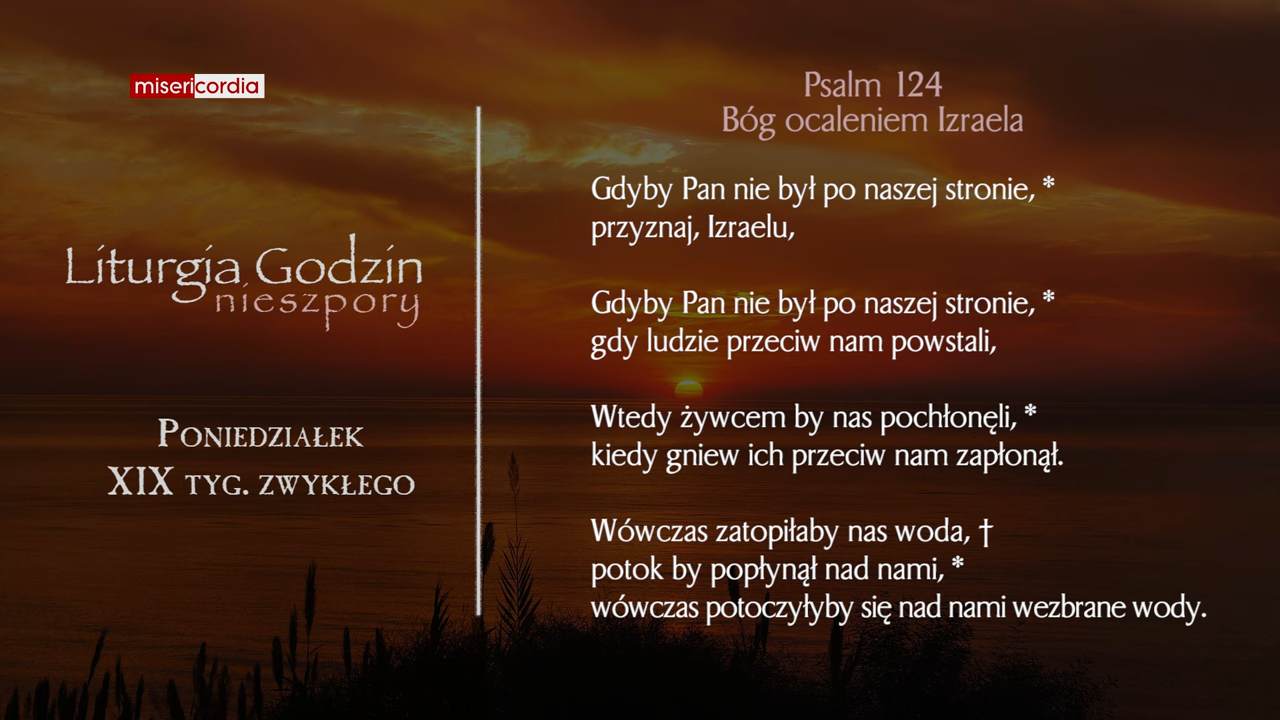 misericordia
Liturgia Godzin
nieszpory
Poniedziałek
XIX tyg. zwykłego
Psalm 124
Bóg ocaleniem Izraela
Gdyby Pan nie był po naszej stronie, *
przyznaj, Izraelu,
Gdyby Pan nie był po naszej stronie, *
gdy ludzie przeciw nam powstali,
Wtedy żywcem by nas pochłonęli, *
kiedy gniew ich przeciw nam zapłonął.
Wówczas zatopiłaby nas woda, †
potok by popłynął nad nami, *
wówczas potoczyłyby się nad nami wezbrane wody.